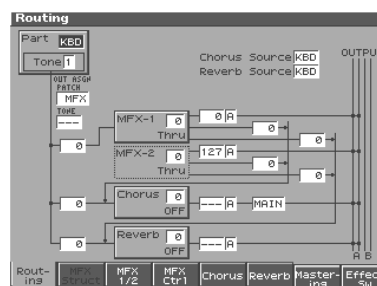 Routing
Part KBD
Tone 1
Chorus Source KBD
Reverb Source KBD
OUTPU
OUT ASGN
PATCH
MFX
TONE
---
MFX-1 0
Thru
0 A
0
0
0
MFX-2 0
Thru
127 A
0
0
0
Chorus 0
OFF
--- A MAIN
0
Reverb 0
OFF
--- A
A B
Rout-ing
MFX Struct
MFX 1/2
MFX Ctrl
Chorus
Reverb
Master-ing
Effec Sw